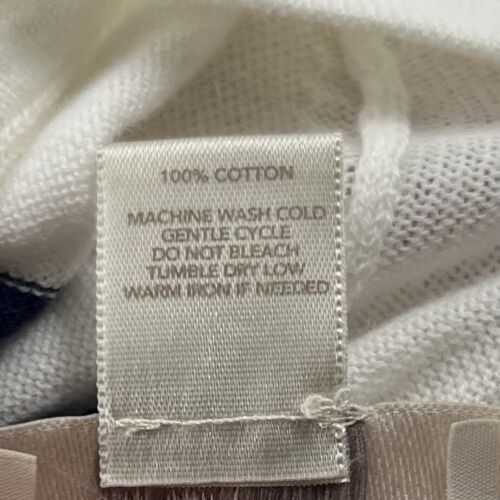 100% COTTON
MACHINE WASH COLD
GENTLE CYCLE
DO NOT BLEACH
TUMBLE DRY LOW
WARM IRON IF NEEDED